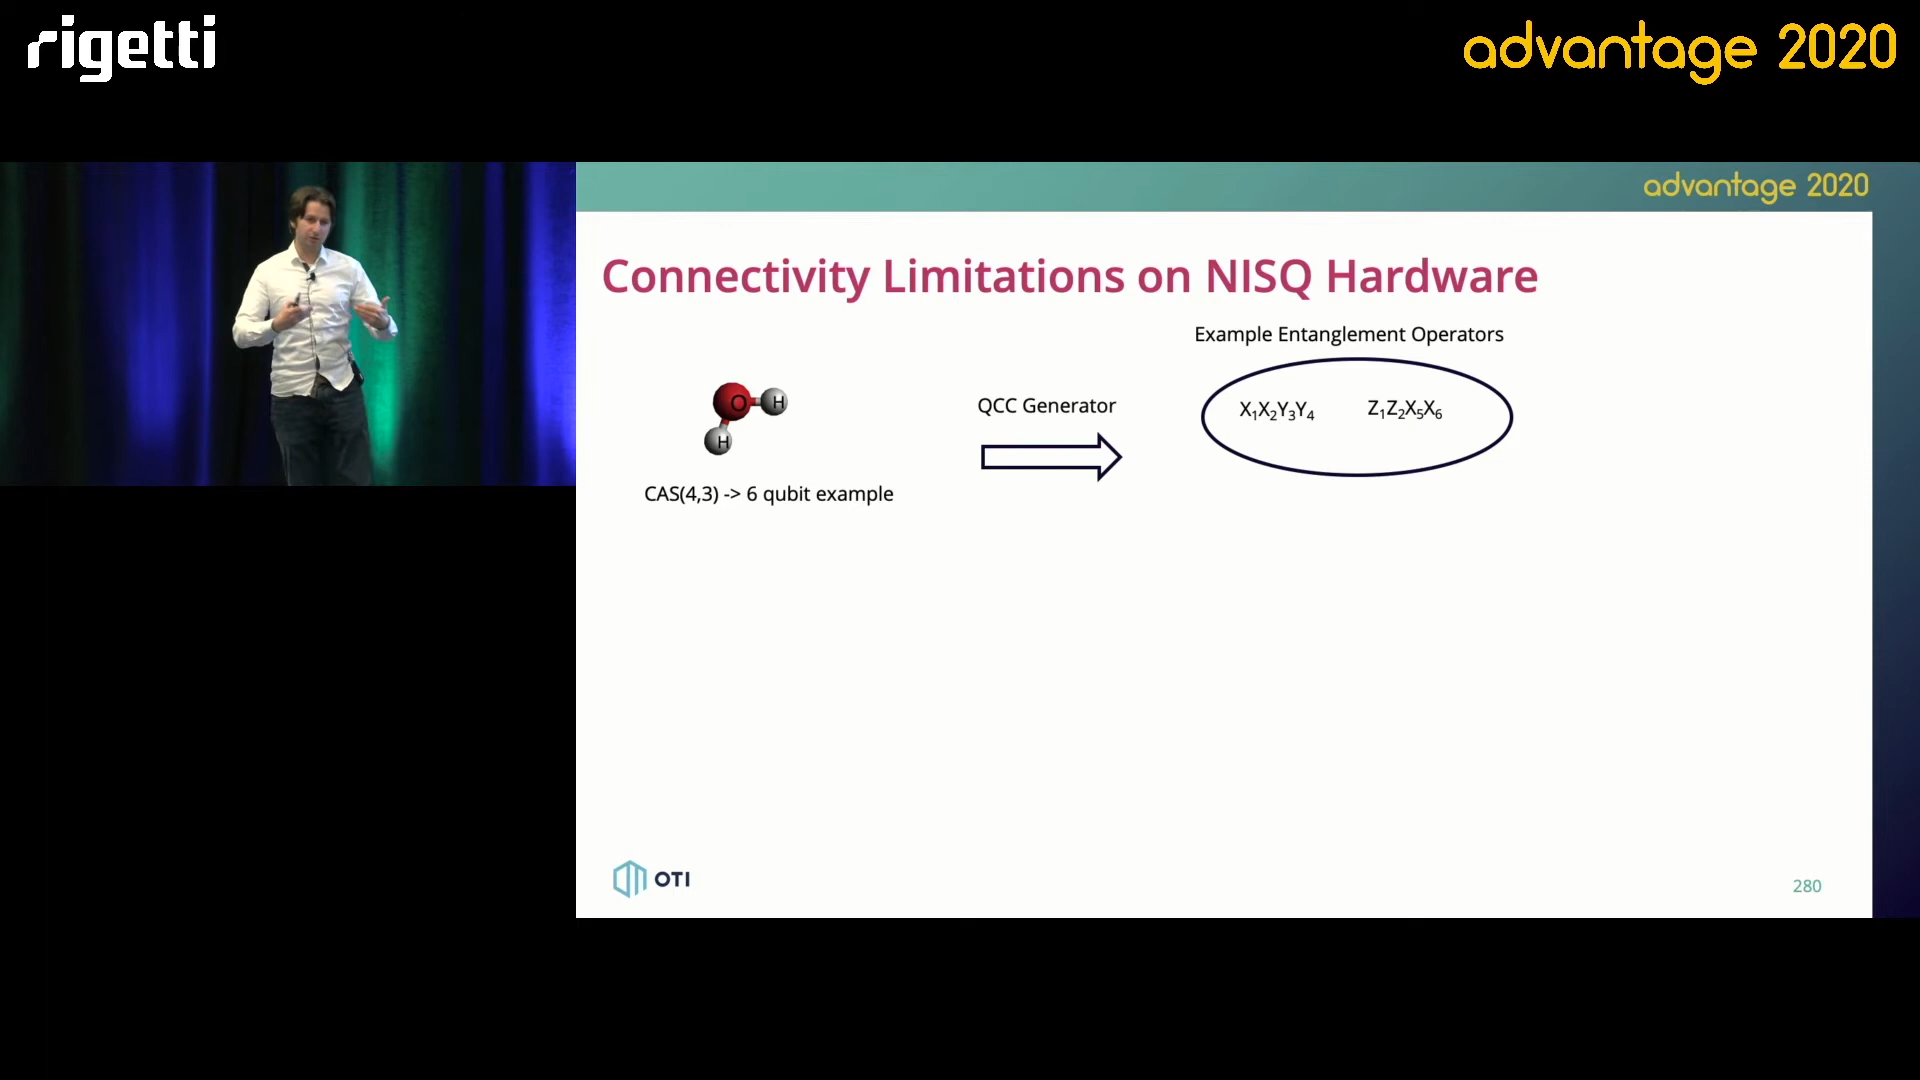 rigetti
advantage 2020
advantage 2020
Connectivity Limitations on NISQ Hardware
Example Entanglement Operators
QCC Generator
X₁X₂Y₃Y₄ Z₁Z₂X₅X₆
O H
H
CAS(4,3) -> 6 qubit example
OTI
280